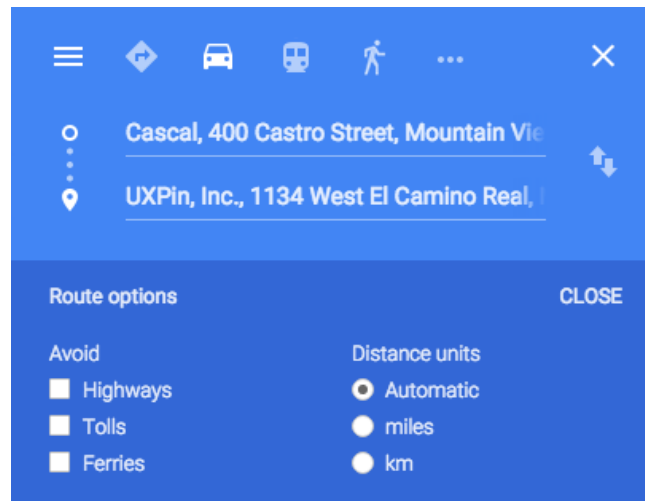 Cascal, 400 Castro Street, Mountain Vie
UXPin, Inc., 1134 West El Camino Real,
Route options CLOSE
Avoid Distance units
Highways Automatic
Tolls miles
Ferries km